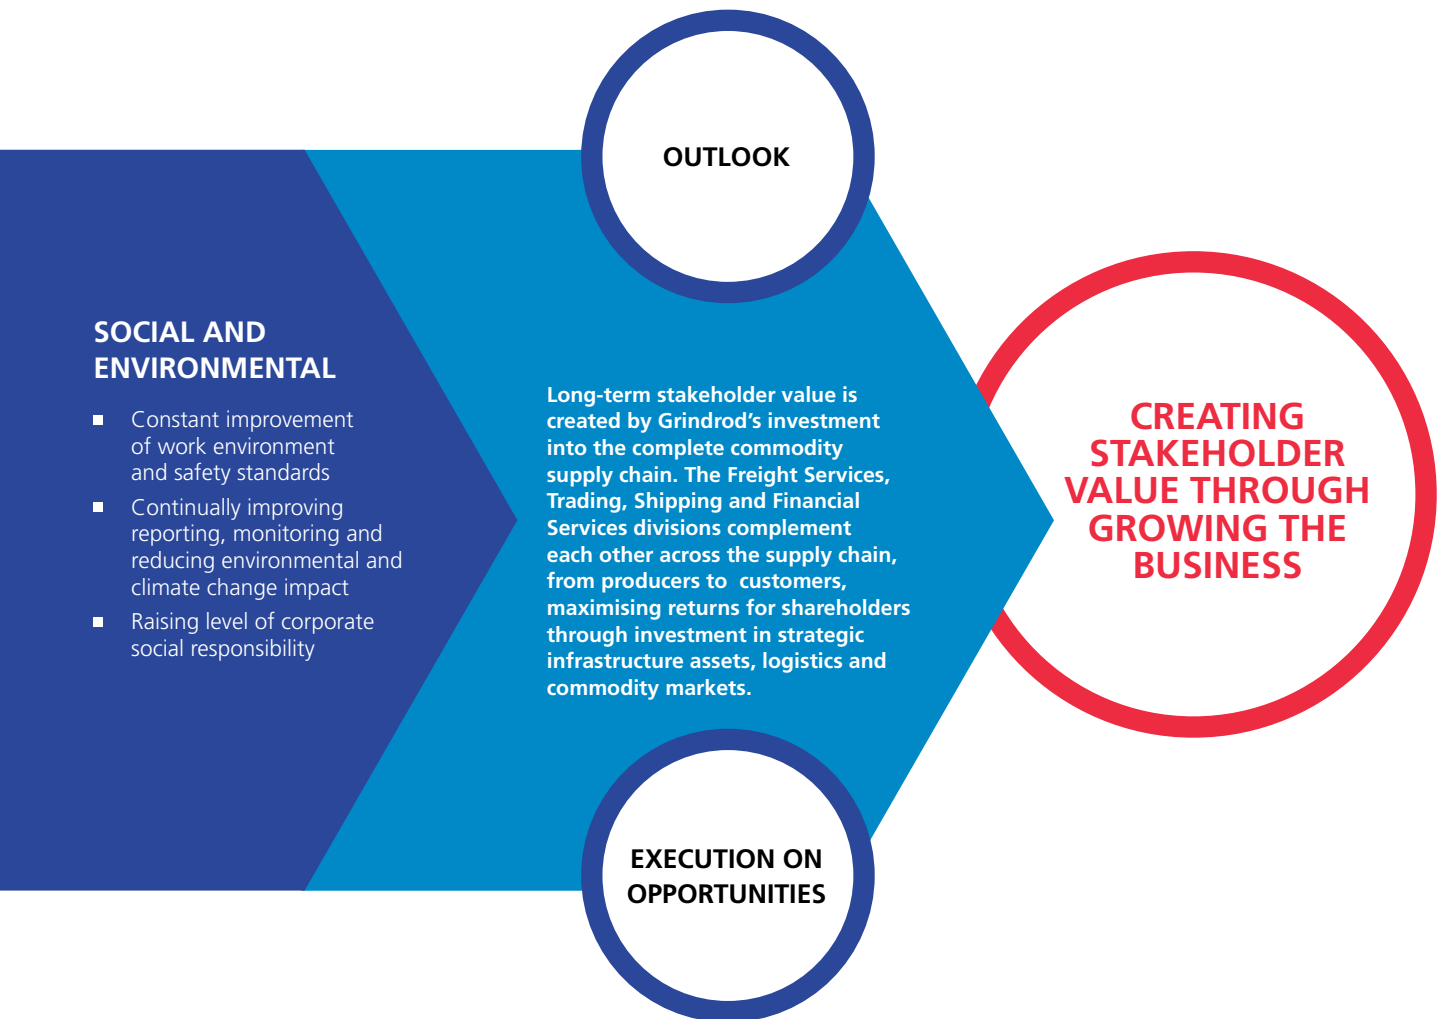 OUTLOOK
SOCIAL AND
ENVIRONMENTAL
■ Constant improvement
of work environment
and safety standards
■ Continually improving
reporting, monitoring and
reducing environmental and
climate change impact
■ Raising level of corporate
social responsibility
Long-term stakeholder value is
created by Grindrod’s investment
into the complete commodity
supply chain. The Freight Services,
Trading, Shipping and Financial
Services divisions complement
each other across the supply chain,
from producers to customers,
maximising returns for shareholders
through investment in strategic
infrastructure assets, logistics and
commodity markets.
EXECUTION ON
OPPORTUNITIES
CREATING
STAKEHOLDER
VALUE THROUGH
GROWING THE
BUSINESS